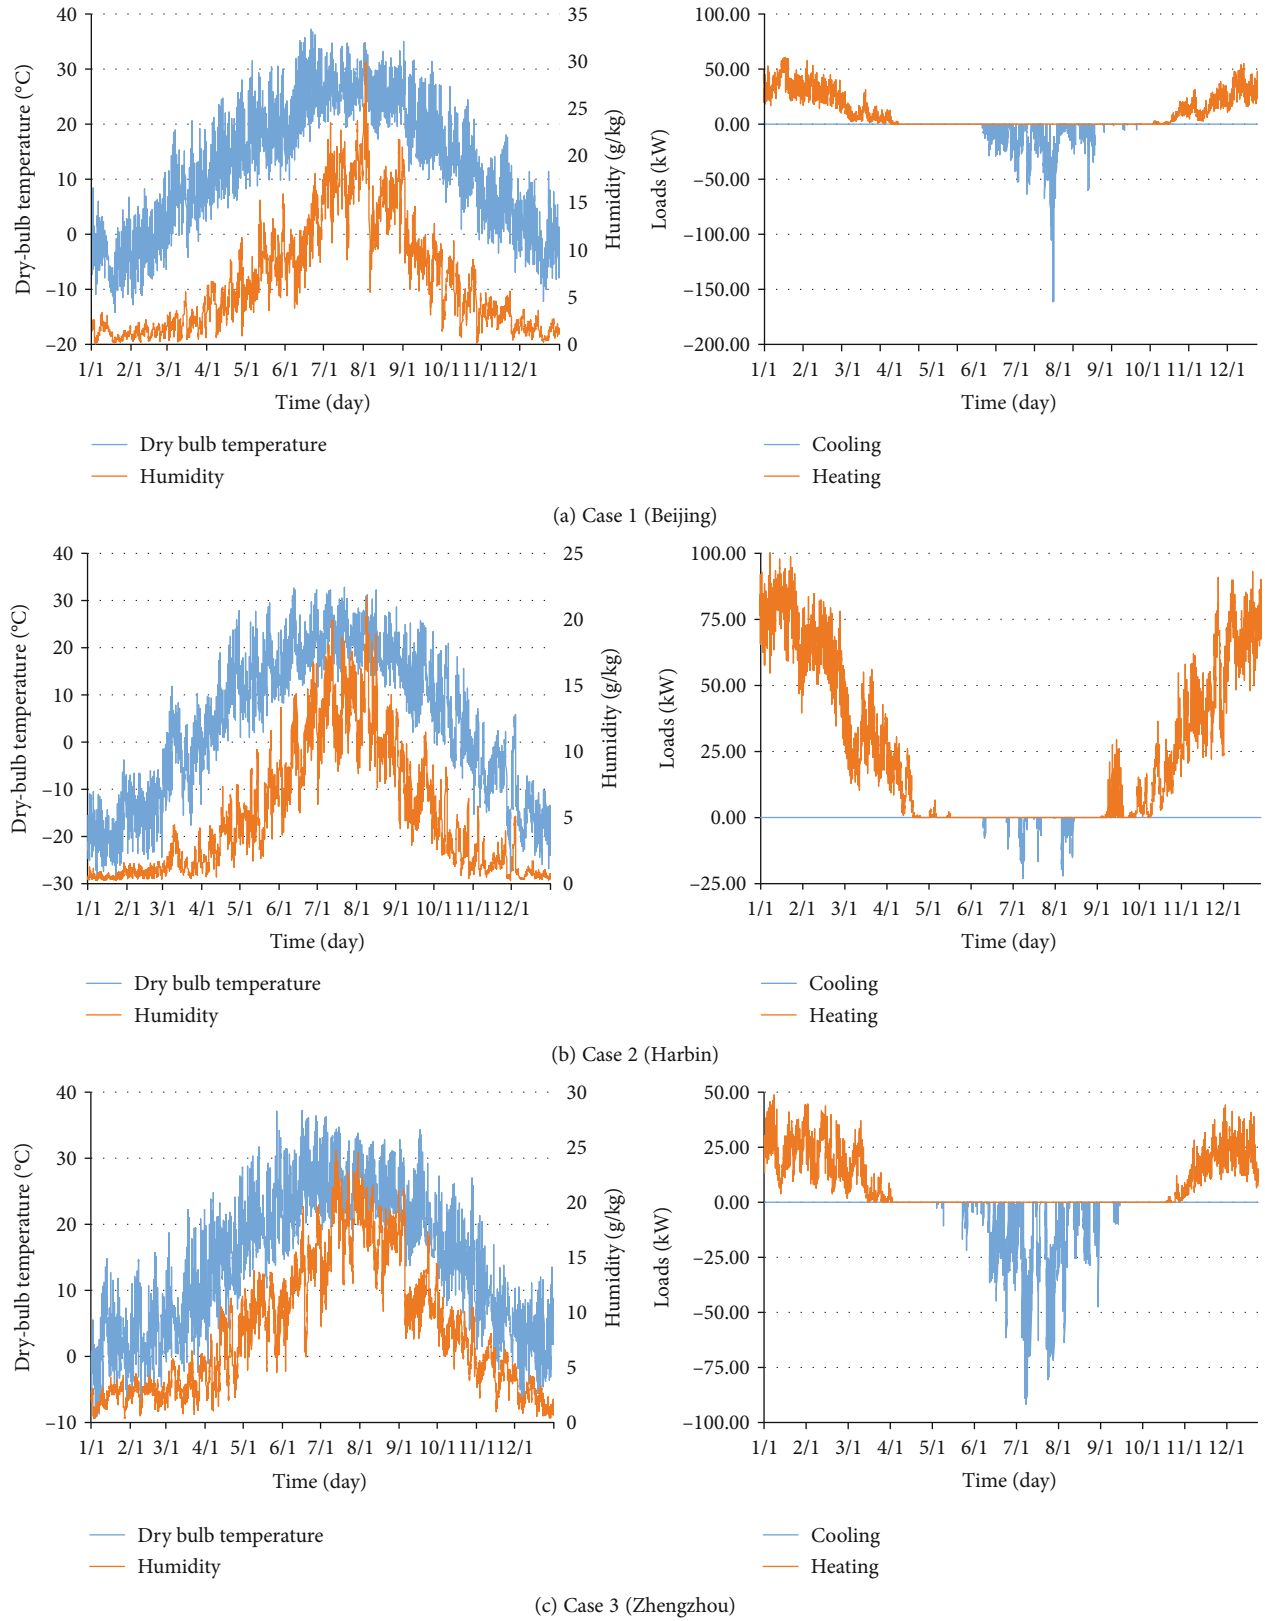 40
30
20
10
0
–10
–20
Dry-bulb temperature (°C)
35
30
25
20
15
10
5
0
Humidity (g/kg)
1/1 2/1 3/1 4/1 5/1 6/1 7/1 8/1 9/1 10/1 11/1 12/1
Time (day)
Dry bulb temperature
Humidity
100.00
50.00
0.00
–50.00
–100.00
–150.00
–200.00
Loads (kW)
1/1 2/1 3/1 4/1 5/1 6/1 7/1 8/1 9/1 10/1 11/1 12/1
Time (day)
Cooling
Heating
(a) Case 1 (Beijing)
40
30
20
10
0
–10
–20
–30
Dry-bulb temperature (°C)
25
20
15
10
5
0
Humidity (g/kg)
1/1 2/1 3/1 4/1 5/1 6/1 7/1 8/1 9/1 10/1 11/1 12/1
Time (day)
Dry bulb temperature
Humidity
100.00
75.00
50.00
25.00
0.00
–25.00
Loads (kW)
1/1 2/1 3/1 4/1 5/1 6/1 7/1 8/1 9/1 10/1 11/1 12/1
Time (day)
Cooling
Heating
(b) Case 2 (Harbin)
40
30
20
10
0
–10
Dry-bulb temperature (°C)
30
25
20
15
10
5
0
Humidity (g/kg)
1/1 2/1 3/1 4/1 5/1 6/1 7/1 8/1 9/1 10/1 11/1 12/1
Time (day)
Dry bulb temperature
Humidity
50.00
25.00
0.00
–25.00
–50.00
–75.00
–100.00
Loads (kW)
1/1 2/1 3/1 4/1 5/1 6/1 7/1 8/1 9/1 10/1 11/1 12/1
Time (day)
Cooling
Heating
(c) Case 3 (Zhengzhou)